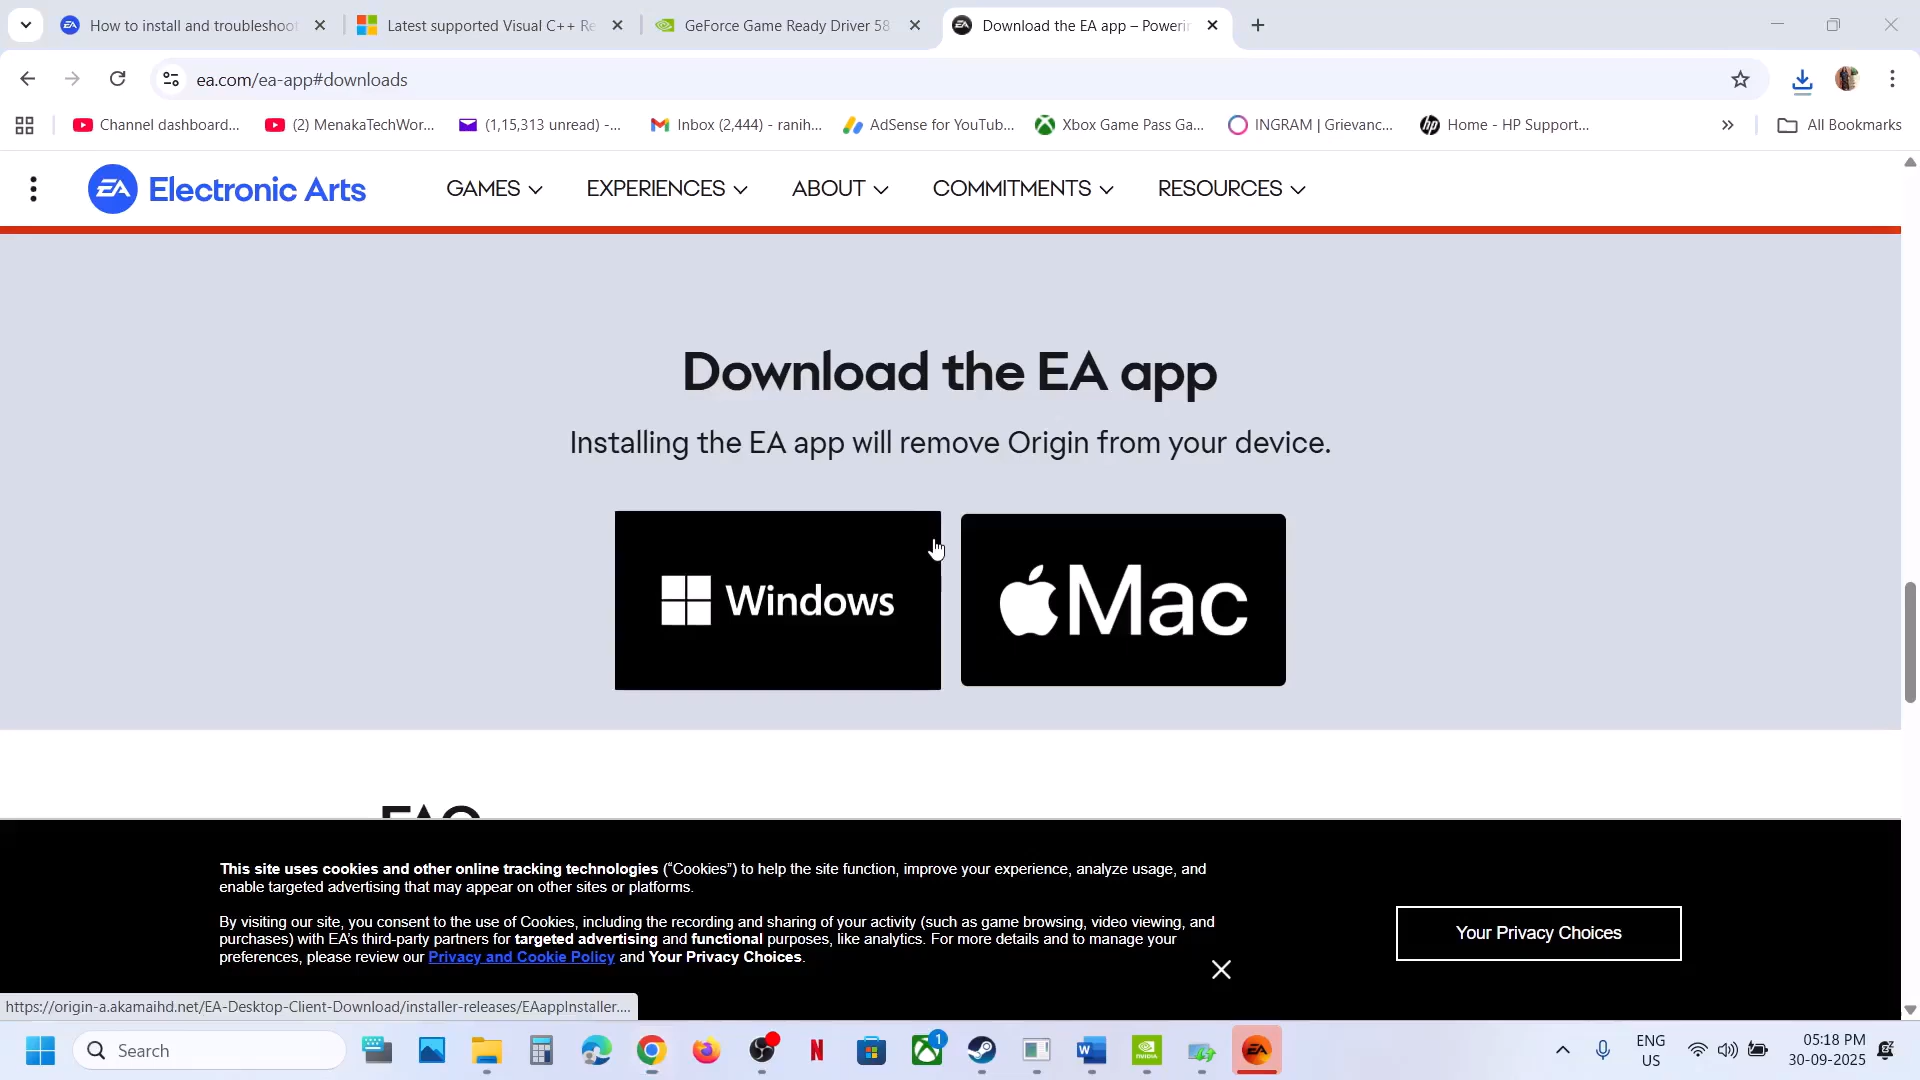 How to install and troubleshoot
Latest supported Visual C++ Re
GeForce Game Ready Driver 58
Download the EA app – Powerin
ea.com/ea-app#downloads
Channel dashboard...
(2) MenakaTechWor...
(1,15,313 unread) -...
Inbox (2,444) - ranih...
AdSense for YouTub...
Xbox Game Pass Ga...
INGRAM | Grievanc...
Home - HP Support...
All Bookmarks
EA Electronic Arts
GAMES
EXPERIENCES
ABOUT
COMMITMENTS
RESOURCES
Download the EA app
Installing the EA app will remove Origin from your device.
Windows
Mac
FAQ
This site uses cookies and other online tracking technologies (“Cookies”) to help the site function, improve your experience, analyze usage, and
enable targeted advertising that may appear on other sites or platforms.
By visiting our site, you consent to the use of Cookies, including the recording and sharing of your activity (such as game browsing, video viewing, and
purchases) with EA’s third-party partners for targeted advertising and functional purposes, like analytics. For more details and to manage your
preferences, please review our Privacy and Cookie Policy and Your Privacy Choices.
Your Privacy Choices
https://origin-a.akamaihd.net/EA-Desktop-Client-Download/installer-releases/EAappInstaller....
Search
1
ENG
US
05:18 PM
30-09-2025